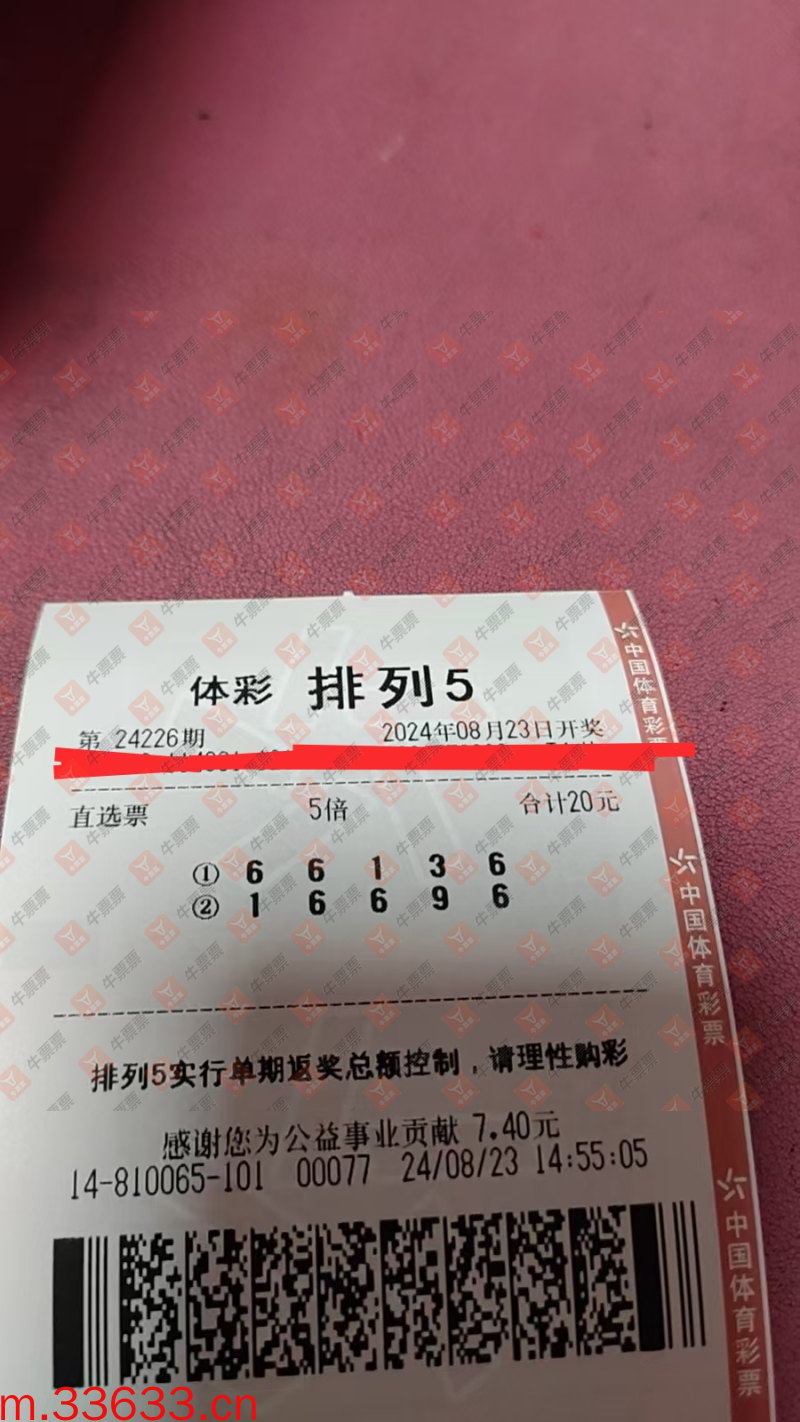 体彩 排列5
第 24226期 2024年08月23日开奖
直选票 5倍 合计20元
① 6 6 1 3 6
② 1 6 6 9 6
排列5实行单期返奖总额控制，请理性购彩
感谢您为公益事业贡献 7.40元
14-810065-101 00077 24/08/23 14:55:05
中国体育彩票
中国体育彩票
中国体育彩票
牛票票
m.33633.cn